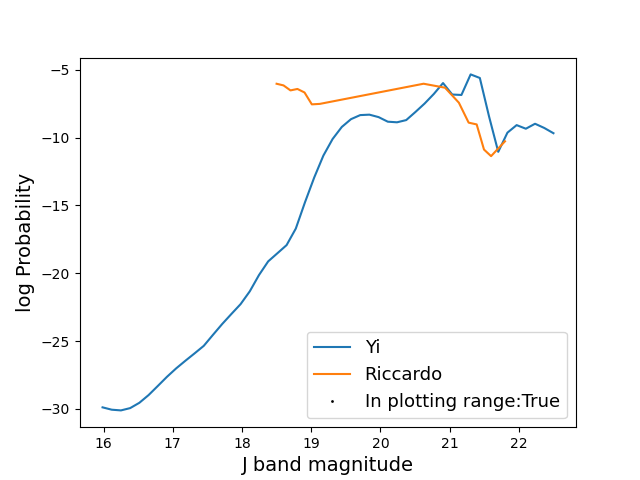 −5
−10
−15
−20
−25
−30
log Probability
16
17
18
19
20
21
22
J band magnitude
Yi
Riccardo
In plotting range:True